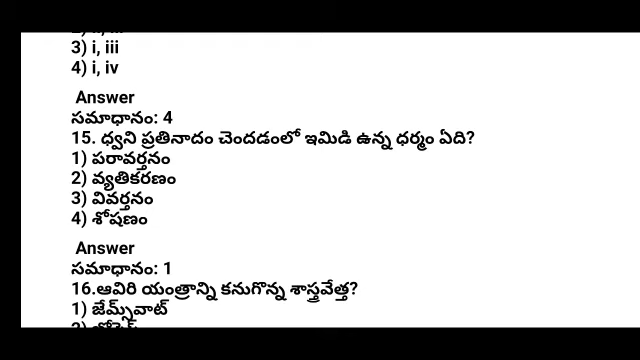 3) i, iii
4) i, iv
Answer
సమాధానం: 4
15. ధ్వని ప్రతినాదం చెందడంలో ఇమిడి ఉన్న ధర్మం ఏది?
1) పరావర్తనం
2) వ్యతికరణం
3) వివర్తనం
4) శోషణం
Answer
సమాధానం: 1
16.ఆవిరి యంత్రాన్ని కనుగొన్న శాస్త్రవేత్త?
1) జేమ్స్‌వాట్